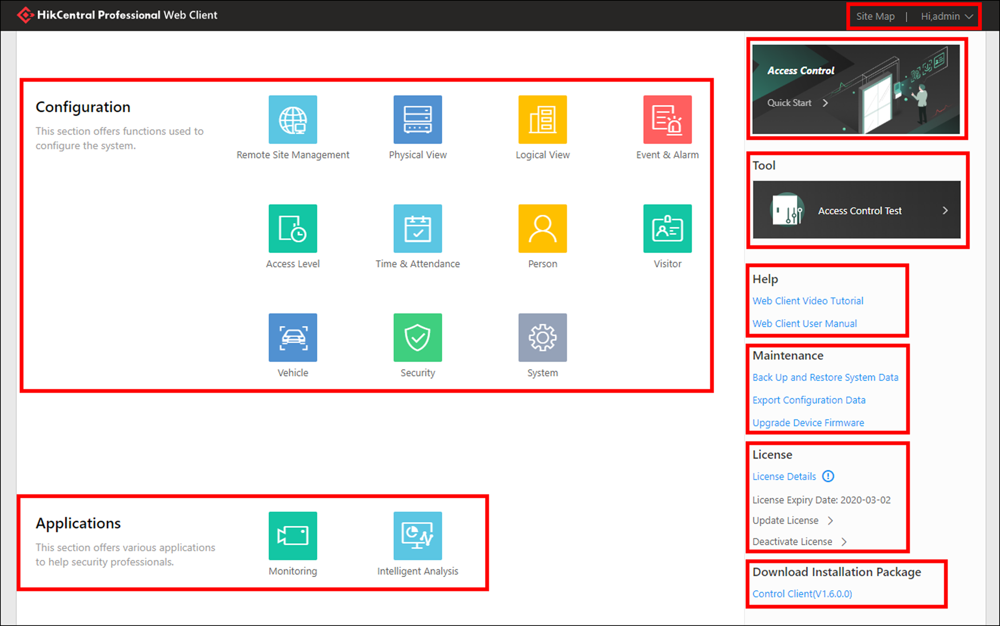 HikCentral Professional Web Client
Site Map | Hi,admin
Configuration
This section offers functions used to
configure the system.
Remote Site Management
Physical View
Logical View
Event & Alarm
Access Level
Time & Attendance
Person
Visitor
Vehicle
Security
System
Applications
This section offers various applications
to help security professionals.
Monitoring
Intelligent Analysis
Access Control
Quick Start
Tool
Access Control Test
Help
Web Client Video Tutorial
Web Client User Manual
Maintenance
Back Up and Restore System Data
Export Configuration Data
Upgrade Device Firmware
License
License Details
License Expiry Date: 2020-03-02
Update License
Deactivate License
Download Installation Package
Control Client(V1.6.0.0)